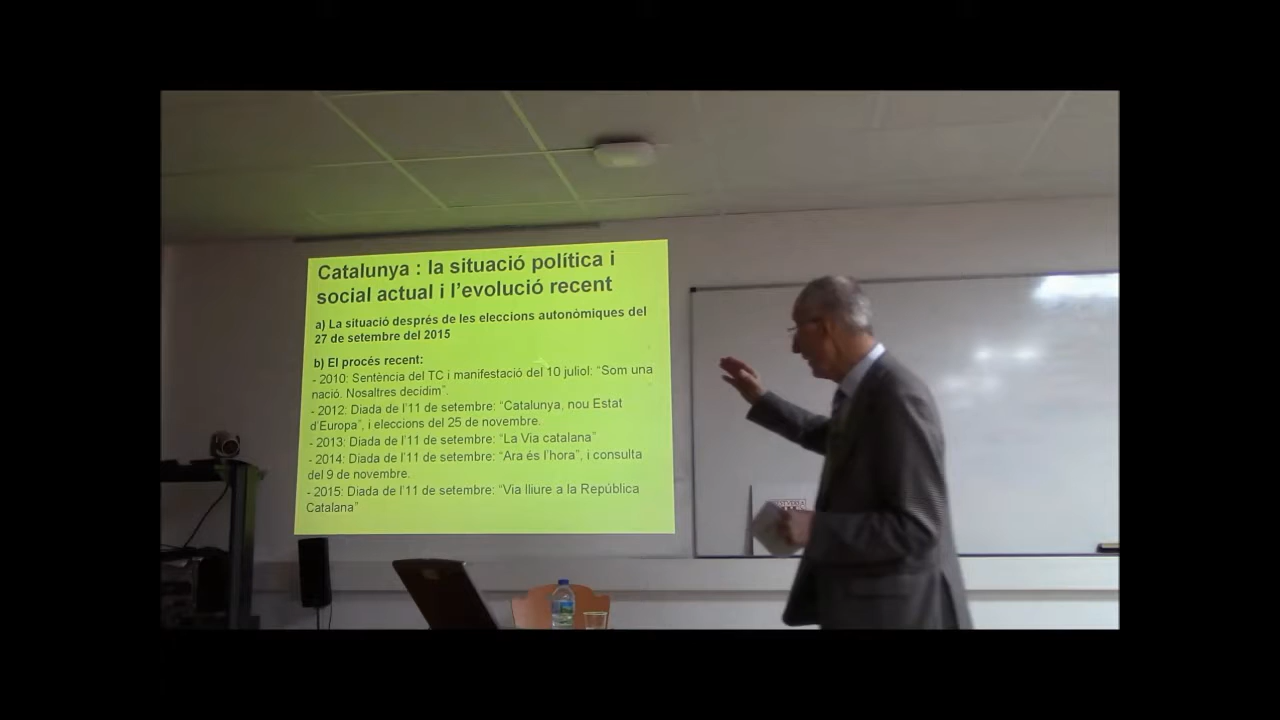 Catalunya : la situació política i
social actual i l’evolució recent
a) La situació després de les eleccions autonòmiques del
27 de setembre del 2015
b) El procés recent:
- 2010: Sentència del TC i manifestació del 10 juliol: “Som una
nació. Nosaltres decidim”.
- 2012: Diada de l’11 de setembre: “Catalunya, nou Estat
d’Europa”, i eleccions del 25 de novembre.
- 2013: Diada de l’11 de setembre: “La Via catalana”
- 2014: Diada de l’11 de setembre: “Ara és l’hora”, i consulta
del 9 de novembre.
- 2015: Diada de l’11 de setembre: “Via lliure a la República
Catalana”